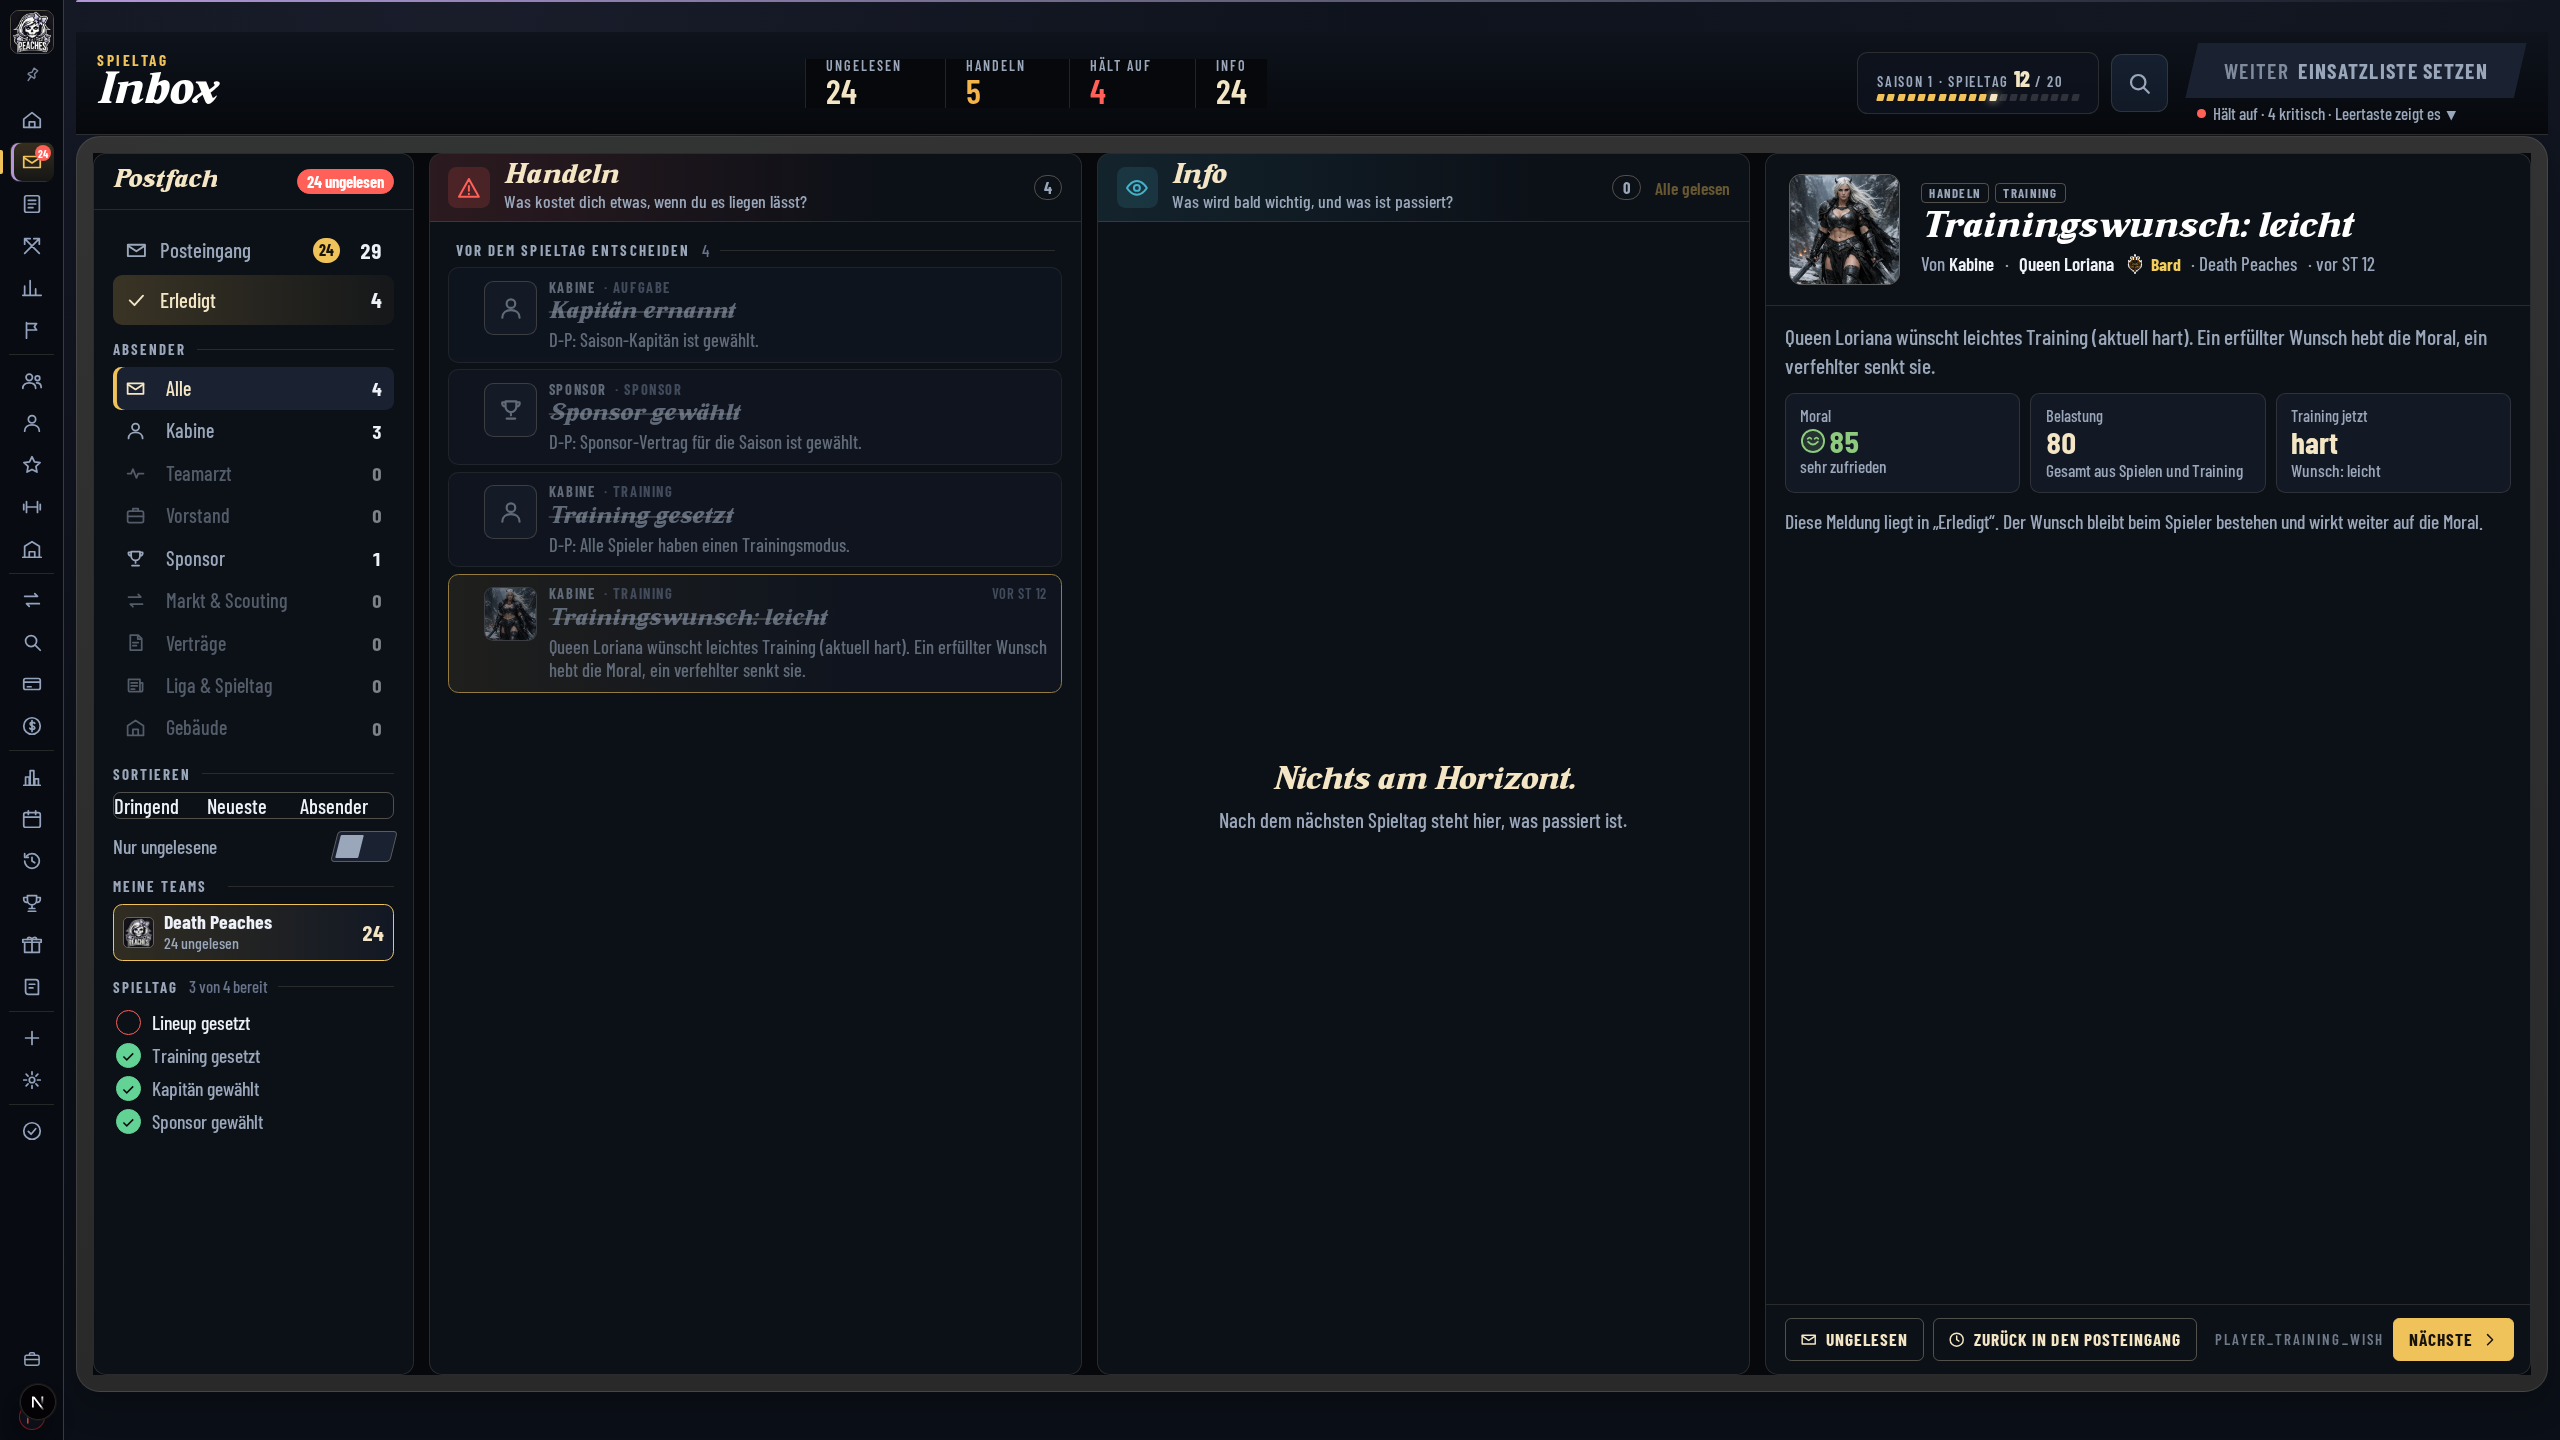 PEACHES
SPIELTAG
Inbox
UNGELESEN
24
HANDELN
5
HÄLT AUF
4
INFO
24
SAISON 1 · SPIELTAG 12 / 20
WEITER EINSATZLISTE SETZEN
Hält auf · 4 kritisch · Leertaste zeigt es ▼
24
Postfach
24 ungelesen
Posteingang 24 29
Erledigt 4
ABSENDER
Alle 4
Kabine 3
Teamarzt 0
Vorstand 0
Sponsor 1
Markt & Scouting 0
Verträge 0
Liga & Spieltag 0
Gebäude 0
SORTIEREN
Dringend Neueste Absender
Nur ungelesene
MEINE TEAMS
Death Peaches
24 ungelesen
24
SPIELTAG 3 von 4 bereit
Lineup gesetzt
Training gesetzt
Kapitän gewählt
Sponsor gewählt
Handeln
Was kostet dich etwas, wenn du es liegen lässt?
4
VOR DEM SPIELTAG ENTSCHEIDEN 4
KABINE · AUFGABE
Kapitän ernannt
D-P: Saison-Kapitän ist gewählt.
SPONSOR · SPONSOR
Sponsor gewählt
D-P: Sponsor-Vertrag für die Saison ist gewählt.
KABINE · TRAINING
Training gesetzt
D-P: Alle Spieler haben einen Trainingsmodus.
KABINE · TRAINING VOR ST 12
Trainingswunsch: leicht
Queen Loriana wünscht leichtes Training (aktuell hart). Ein erfüllter Wunsch
hebt die Moral, ein verfehlter senkt sie.
Info
Was wird bald wichtig, und was ist passiert?
0 Alle gelesen
Nichts am Horizont.
Nach dem nächsten Spieltag steht hier, was passiert ist.
HANDELN TRAINING
Trainingswunsch: leicht
Von Kabine · Queen Loriana Bard · Death Peaches · vor ST 12
Queen Loriana wünscht leichtes Training (aktuell hart). Ein erfüllter Wunsch hebt die Moral, ein
verfehlter senkt sie.
Moral
85
sehr zufrieden
Belastung
80
Gesamt aus Spielen und Training
Training jetzt
hart
Wunsch: leicht
Diese Meldung liegt in „Erledigt“. Der Wunsch bleibt beim Spieler bestehen und wirkt weiter auf die Moral.
UNGELESEN
ZURÜCK IN DEN POSTEINGANG
PLAYER_TRAINING_WISH
NÄCHSTE
N